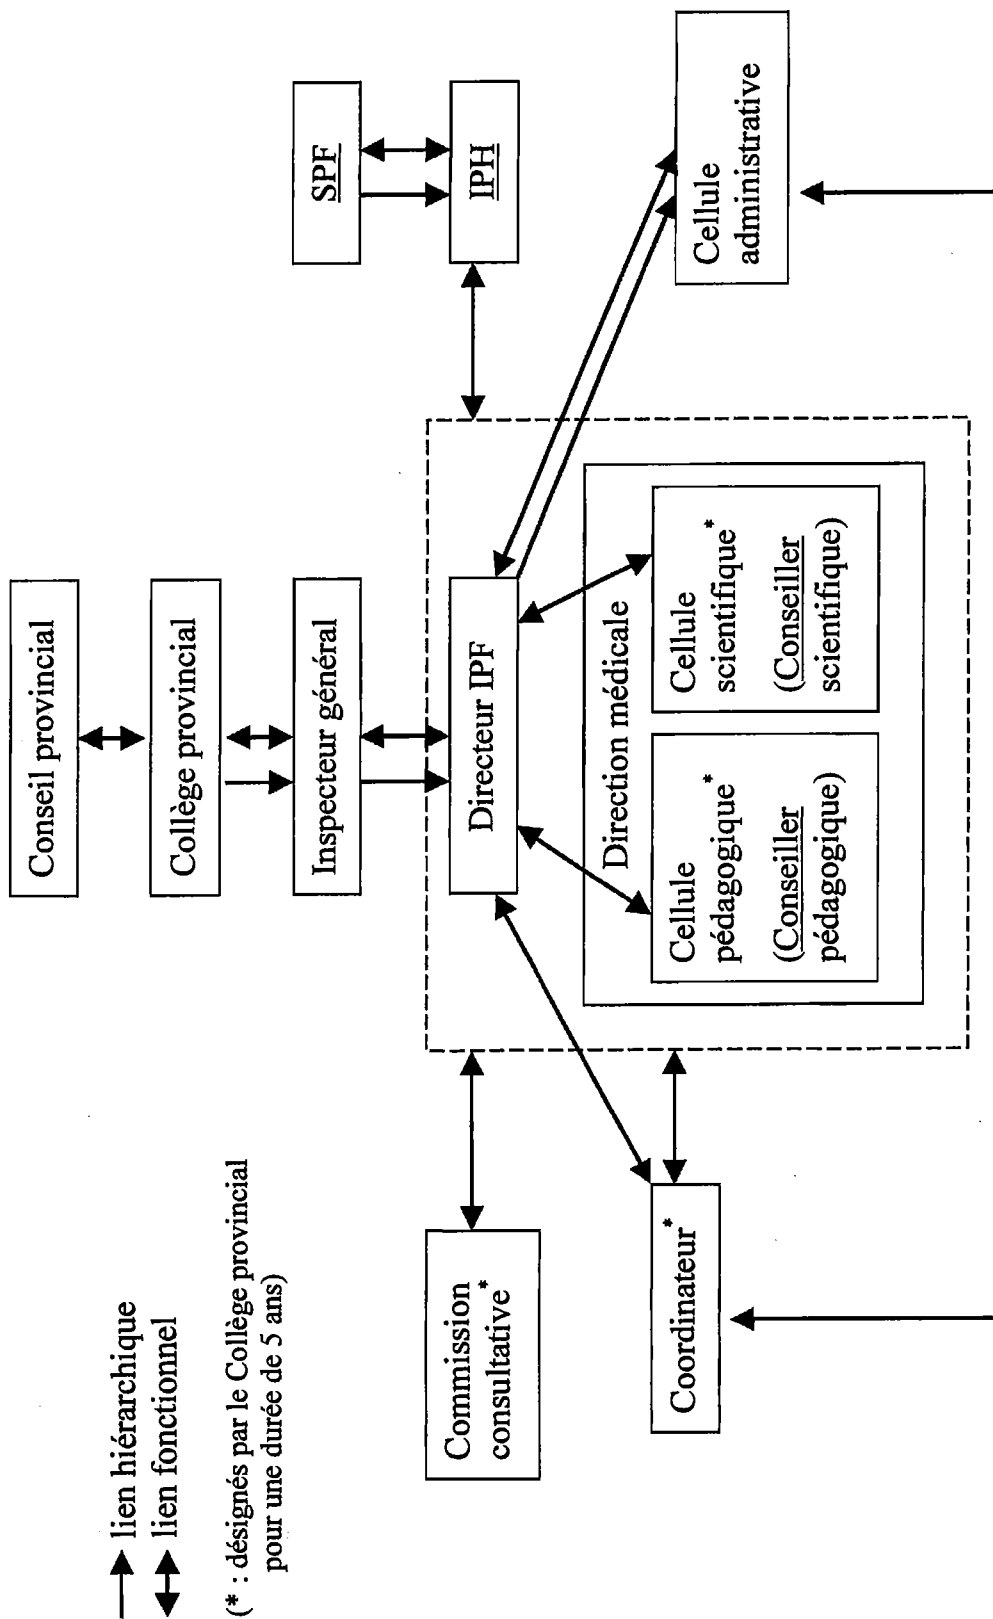 lien hiérarchique
lien fonctionnel
(* : désignés par le Collège provincial
pour une durée de 5 ans)
Conseil provincial
Collège provincial
Inspecteur général
SPF
IPH
Directeur IPF
Commission
consultative*
Direction médicale
Coordinateur*
Cellule
pédagogique*
(Conseiller
pédagogique)
Cellule
scientifique*
(Conseiller
scientifique)
Cellule
administrative